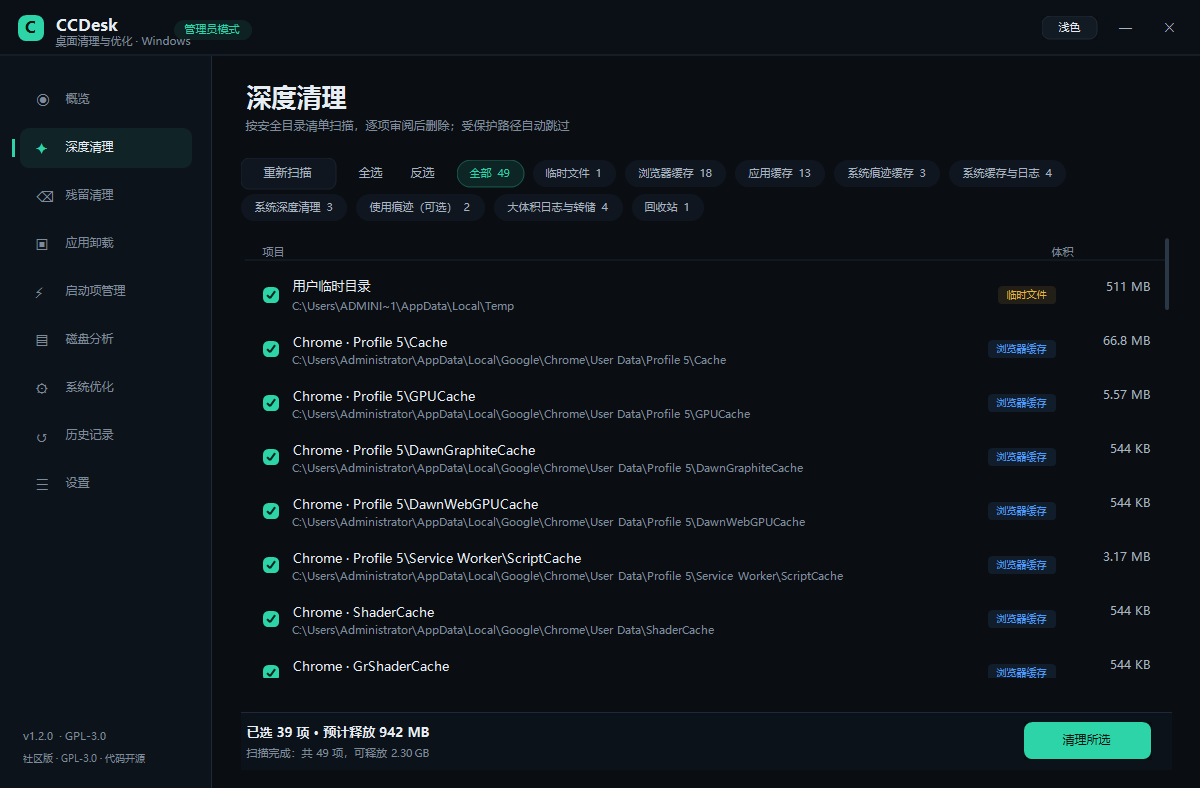 C CCDesk 管理员模式
桌面清理与优化 · Windows
浅色
概览
深度清理
残留清理
应用卸载
启动项管理
磁盘分析
系统优化
历史记录
设置
v1.2.0 · GPL-3.0
社区版 · GPL-3.0 · 代码开源
深度清理
按安全目录清单扫描，逐项审阅后删除；受保护路径自动跳过
重新扫描 全选 反选 全部 49 临时文件 1 浏览器缓存 18 应用缓存 13 系统痕迹缓存 3 系统缓存与日志 4
系统深度清理 3 使用痕迹（可选） 2 大体积日志与转储 4 回收站 1
项目 体积
用户临时目录 临时文件 511 MB
C:\Users\ADMINI~1\AppData\Local\Temp
Chrome · Profile 5\Cache 浏览器缓存 66.8 MB
C:\Users\Administrator\AppData\Local\Google\Chrome\User Data\Profile 5\Cache
Chrome · Profile 5\GPUCache 浏览器缓存 5.57 MB
C:\Users\Administrator\AppData\Local\Google\Chrome\User Data\Profile 5\GPUCache
Chrome · Profile 5\DawnGraphiteCache 浏览器缓存 544 KB
C:\Users\Administrator\AppData\Local\Google\Chrome\User Data\Profile 5\DawnGraphiteCache
Chrome · Profile 5\DawnWebGPUCache 浏览器缓存 544 KB
C:\Users\Administrator\AppData\Local\Google\Chrome\User Data\Profile 5\DawnWebGPUCache
Chrome · Profile 5\Service Worker\ScriptCache 浏览器缓存 3.17 MB
C:\Users\Administrator\AppData\Local\Google\Chrome\User Data\Profile 5\Service Worker\ScriptCache
Chrome · ShaderCache 浏览器缓存 544 KB
C:\Users\Administrator\AppData\Local\Google\Chrome\User Data\ShaderCache
Chrome · GrShaderCache 浏览器缓存 544 KB
已选 39 项 • 预计释放 942 MB
扫描完成：共 49 项，可释放 2.30 GB
清理所选